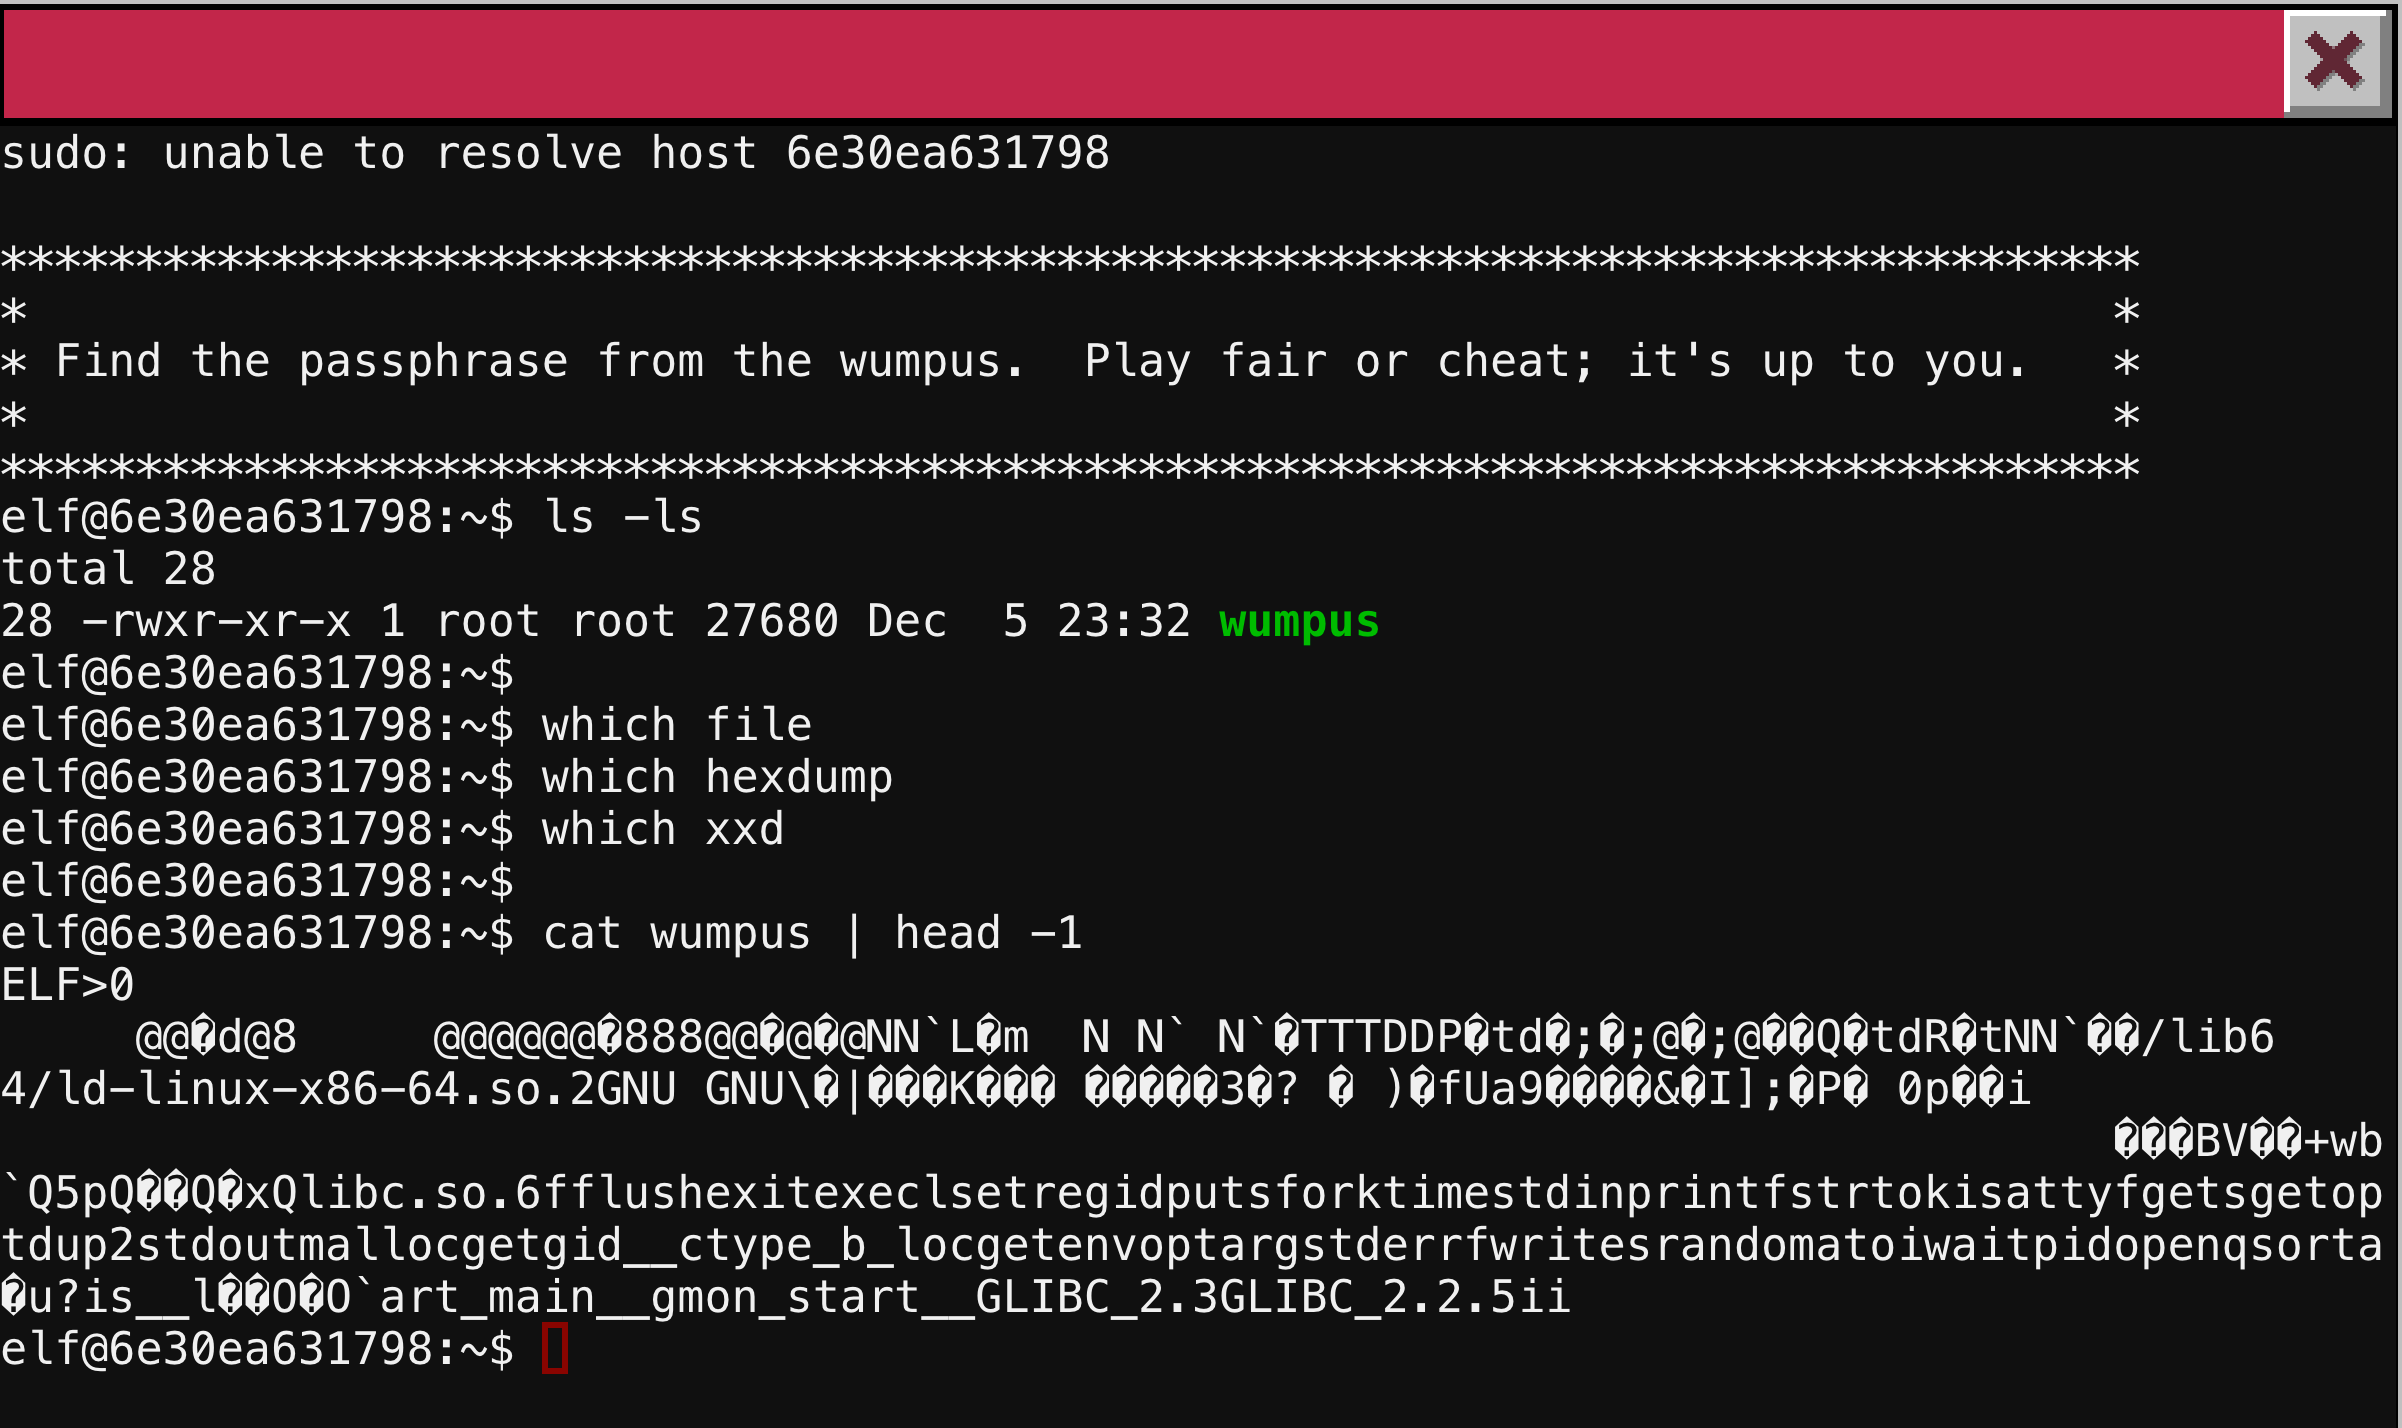 sudo: unable to resolve host 6e30ea631798
*******************************************************************************
*                                                                             *
* Find the passphrase from the wumpus.  Play fair or cheat; it's up to you.   *
*                                                                             *
*******************************************************************************
elf@6e30ea631798:~$ ls -ls
total 28
28 -rwxr-xr-x 1 root root 27680 Dec  5 23:32 wumpus
elf@6e30ea631798:~$
elf@6e30ea631798:~$ which file
elf@6e30ea631798:~$ which hexdump
elf@6e30ea631798:~$ which xxd
elf@6e30ea631798:~$
elf@6e30ea631798:~$ cat wumpus | head -1
ELF>0
     @@�d@8     @@@@@@�888@@�@�@NN`L�m  N N` N`�TTTDDP�td�;�;@�;@��Q�tdR�tNN`��/lib6
4/ld-linux-x86-64.so.2GNU GNU\�|���K��� �����3�? � )�fUa9����&�I];�P� 0p��i
                                                                              ���BV��+wb
`Q5pQ��Q�xQlibc.so.6fflushexitexeclsetregidputsforktimestdinprintfstrtokisattyfgetsgetop
tdup2stdoutmallocgetgid__ctype_b_locgetenvoptargstderrfwritesrandomatoiwaitpidopenqsorta
�u?is__l��O�O`art_main__gmon_start__GLIBC_2.3GLIBC_2.2.5ii
elf@6e30ea631798:~$